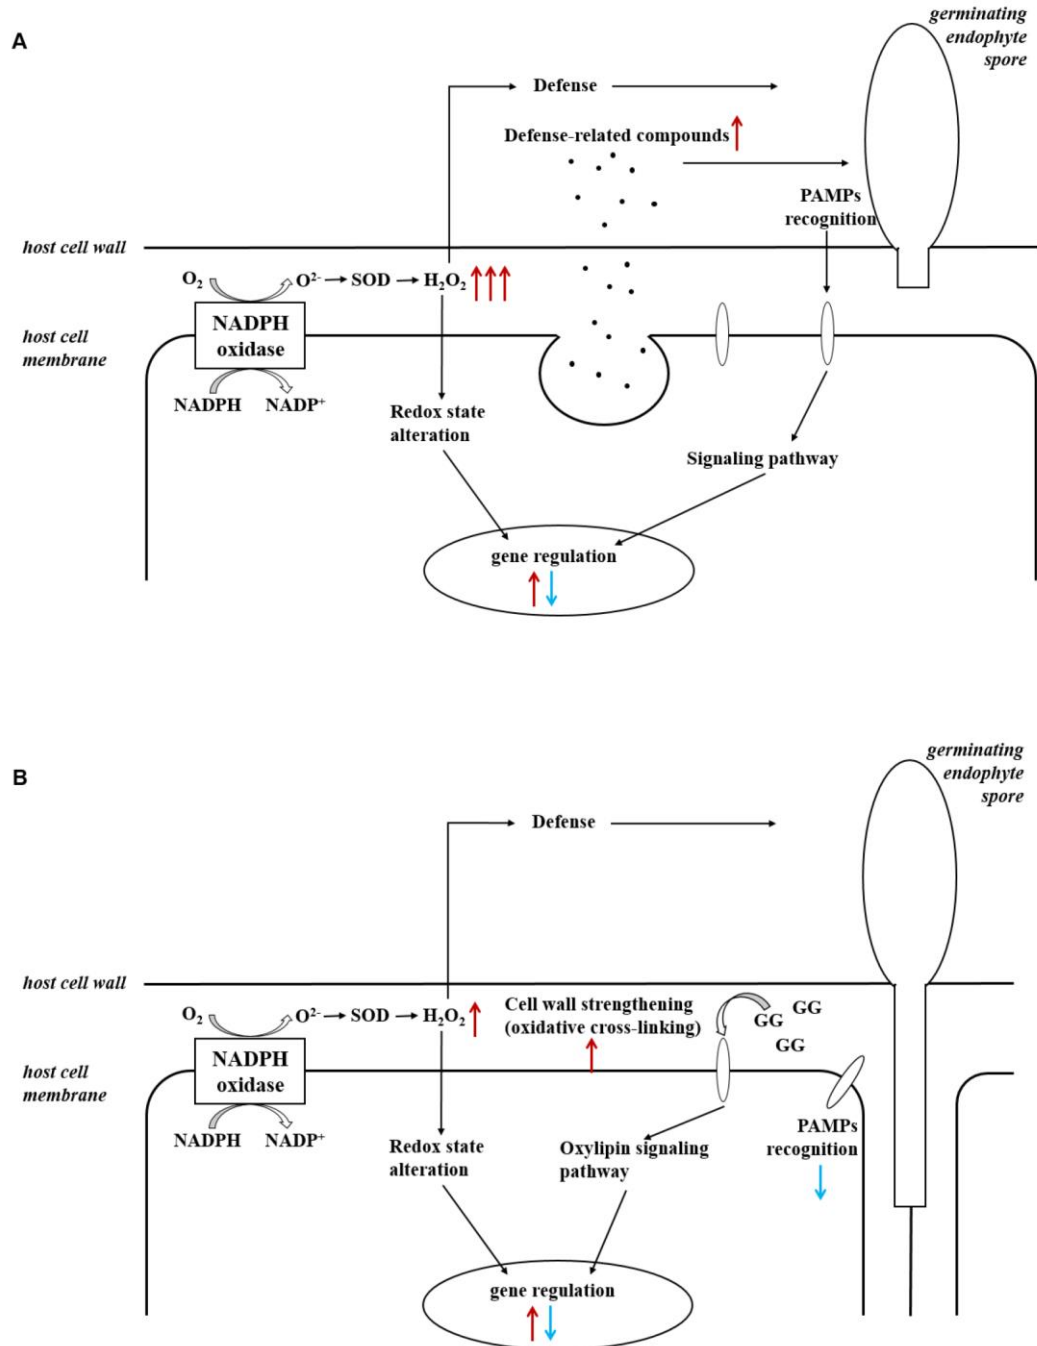 A
germinating
endophyte
spore
Defense
Defense-related compounds
PAMPs
recognition
host cell wall
O₂
O²⁻
SOD
H₂O₂
host cell
membrane
NADPH
oxidase
NADPH
NADP⁺
Redox state
alteration
Signaling pathway
gene regulation
B
germinating
endophyte
spore
Defense
host cell wall
O₂
O²⁻
SOD
H₂O₂
Cell wall strengthening
(oxidative cross-linking)
GG
GG
GG
host cell
membrane
NADPH
oxidase
NADPH
NADP⁺
Redox state
alteration
Oxylipin signaling
pathway
PAMPs
recognition
gene regulation